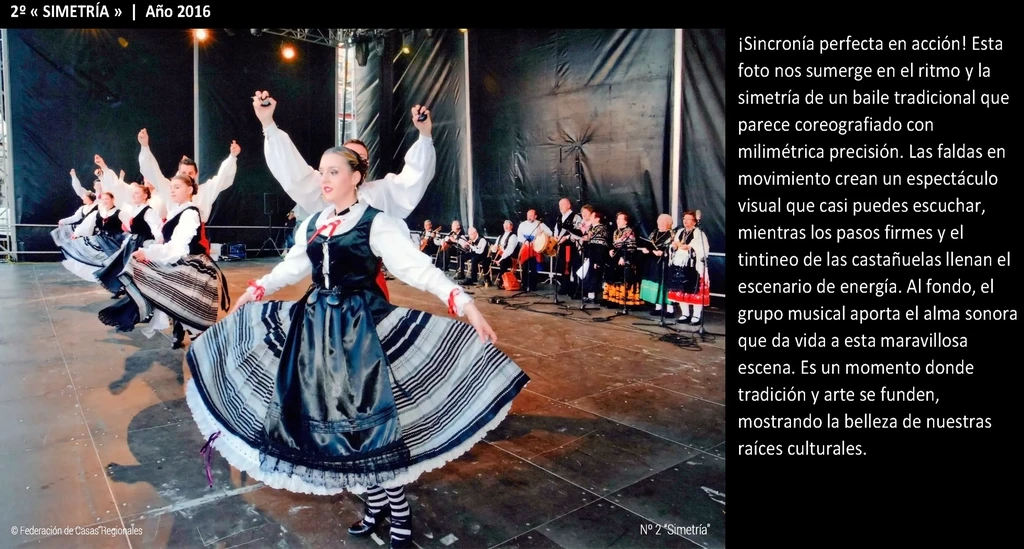 2º « SIMETRÍA » | Año 2016
¡Sincronía perfecta en acción! Esta
foto nos sumerge en el ritmo y la
simetría de un baile tradicional que
parece coreografiado con
milimétrica precisión. Las faldas en
movimiento crean un espectáculo
visual que casi puedes escuchar,
mientras los pasos firmes y el
tintineo de las castañuelas llenan el
escenario de energía. Al fondo, el
grupo musical aporta el alma sonora
que da vida a esta maravillosa
escena. Es un momento donde
tradición y arte se funden,
mostrando la belleza de nuestras
raíces culturales.
© Federación de Casas Regionales
Nº 2 "Simetría"